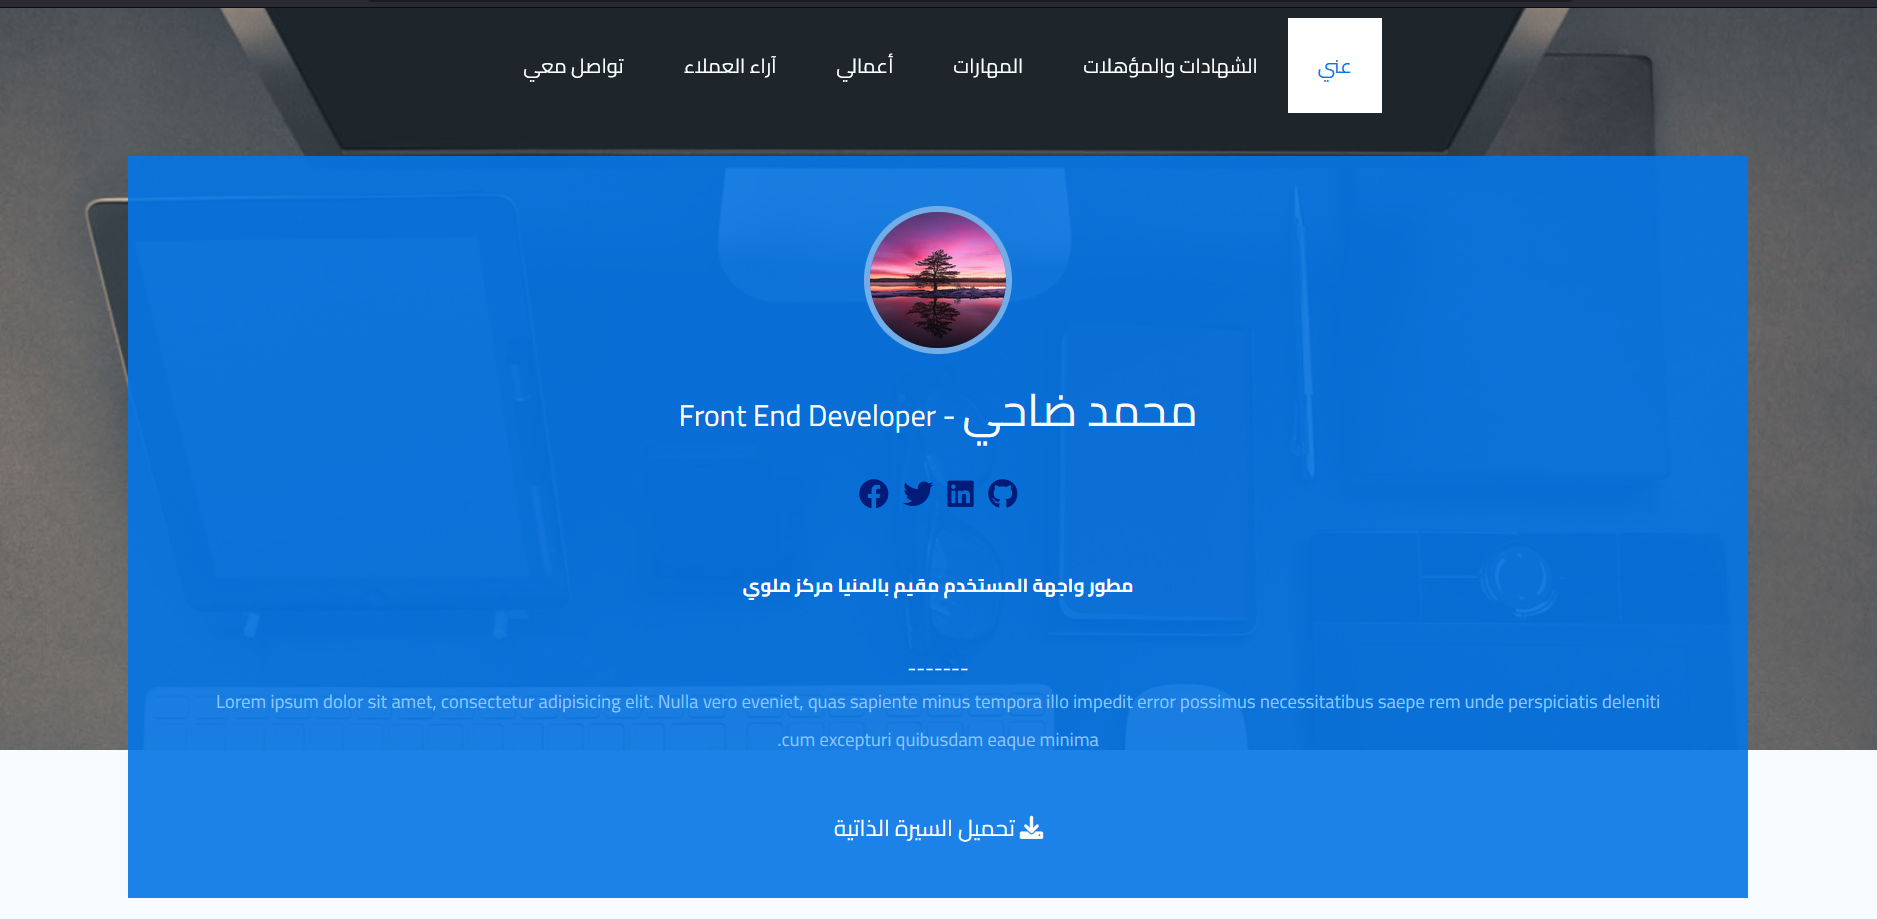 عني الشهادات والمؤهلات المهارات أعمالي آراء العملاء تواصل معي
محمد ضاحي - Front End Developer
مطور واجهة المستخدم مقيم بالمنيا مركز ملوي
-------
Lorem ipsum dolor sit amet, consectetur adipisicing elit. Nulla vero eveniet, quas sapiente minus tempora illo impedit error possimus necessitatibus saepe rem unde perspiciatis deleniti
.cum excepturi quibusdam eaque minima
تحميل السيرة الذاتية